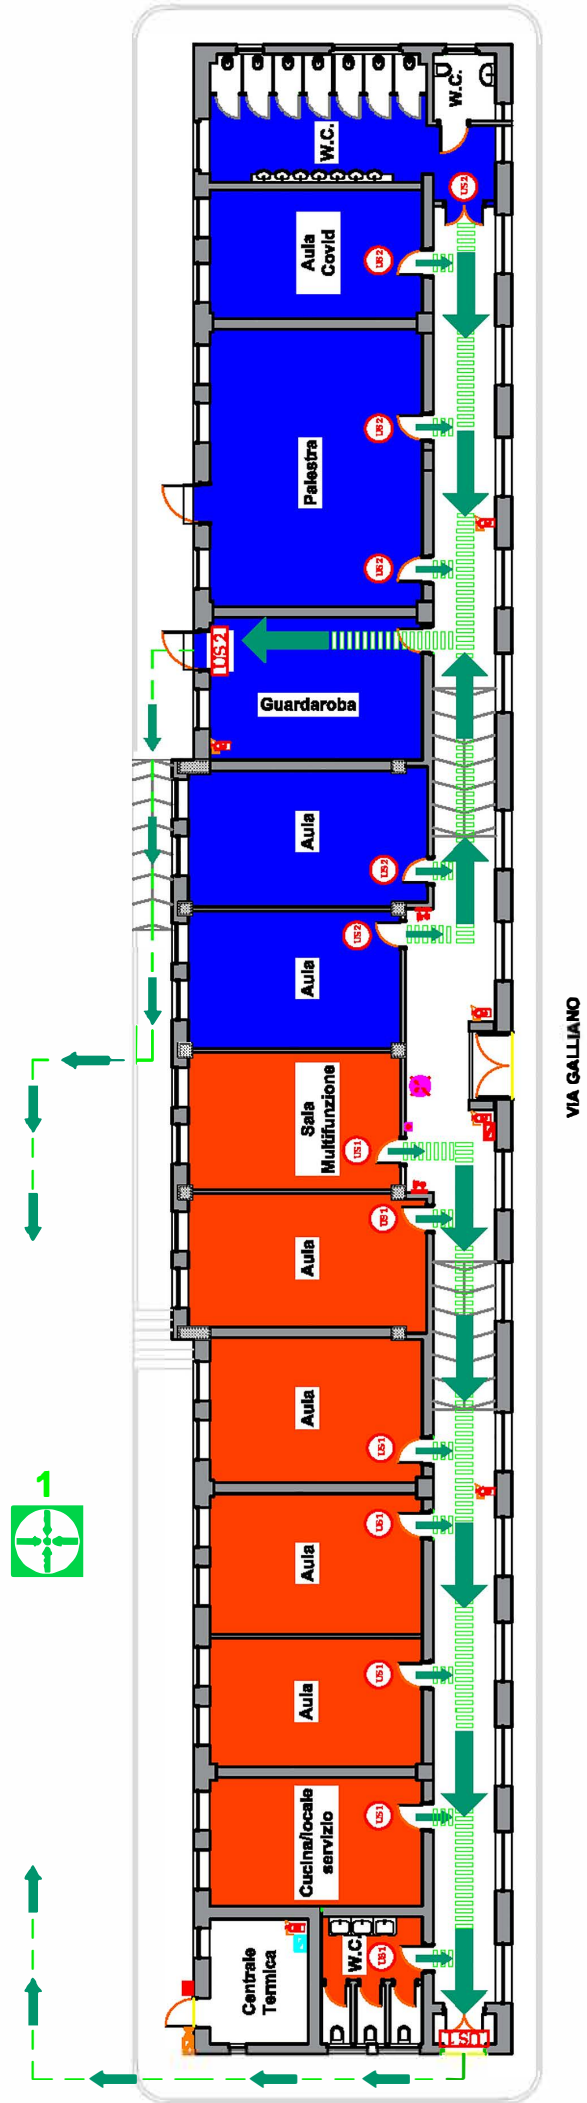 W.C.
W.C.
US2
Aula
Covid
US2
Palestra
US2
US2
US2
Guardaroba
Aula
US2
Aula
US2
VIA GALLIANO
Sala
Multifunzione
US1
Aula
US1
Aula
US1
1
Aula
US1
Aula
US1
Cucina/locale
servizio
US1
Centrale
Termica
W.C.
US1